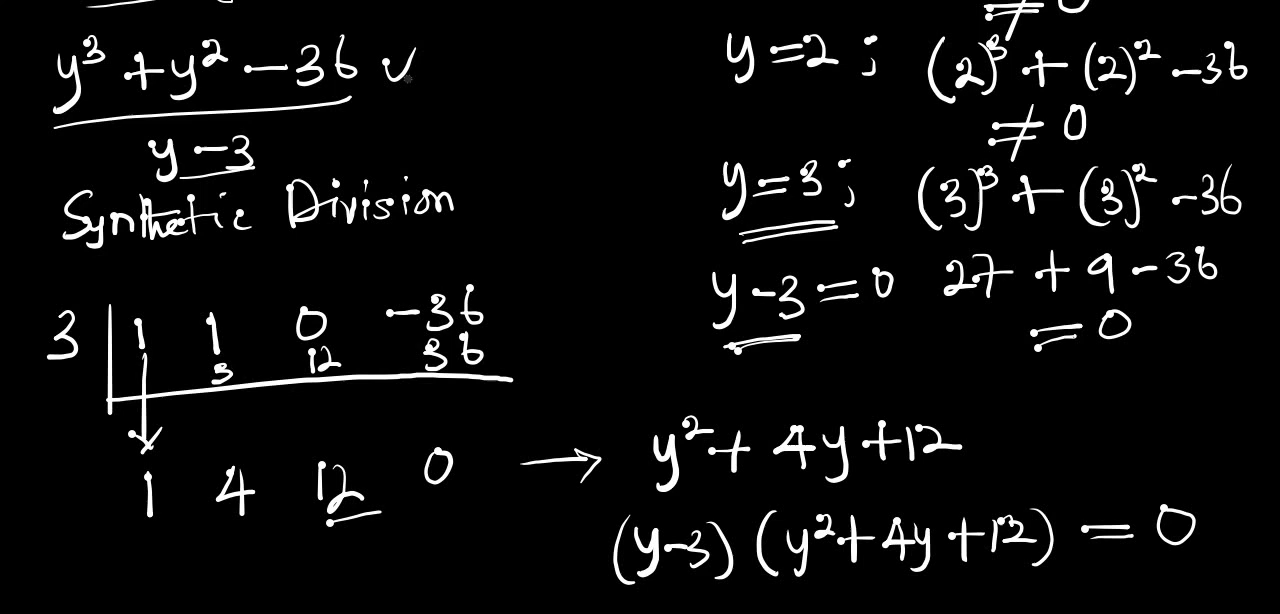 y³ + y² - 36 ✓
y - 3
Synthetic Division
3 | 1 1 0 -36
3 12 36
1 4 12 0 → y² + 4y + 12
≠ 0
y = 2 ; (2)³ + (2)² - 36
≠ 0
y = 3 ; (3)³ + (3)² - 36
y - 3 = 0 27 + 9 - 36
= 0
(y - 3) (y² + 4y + 12) = 0